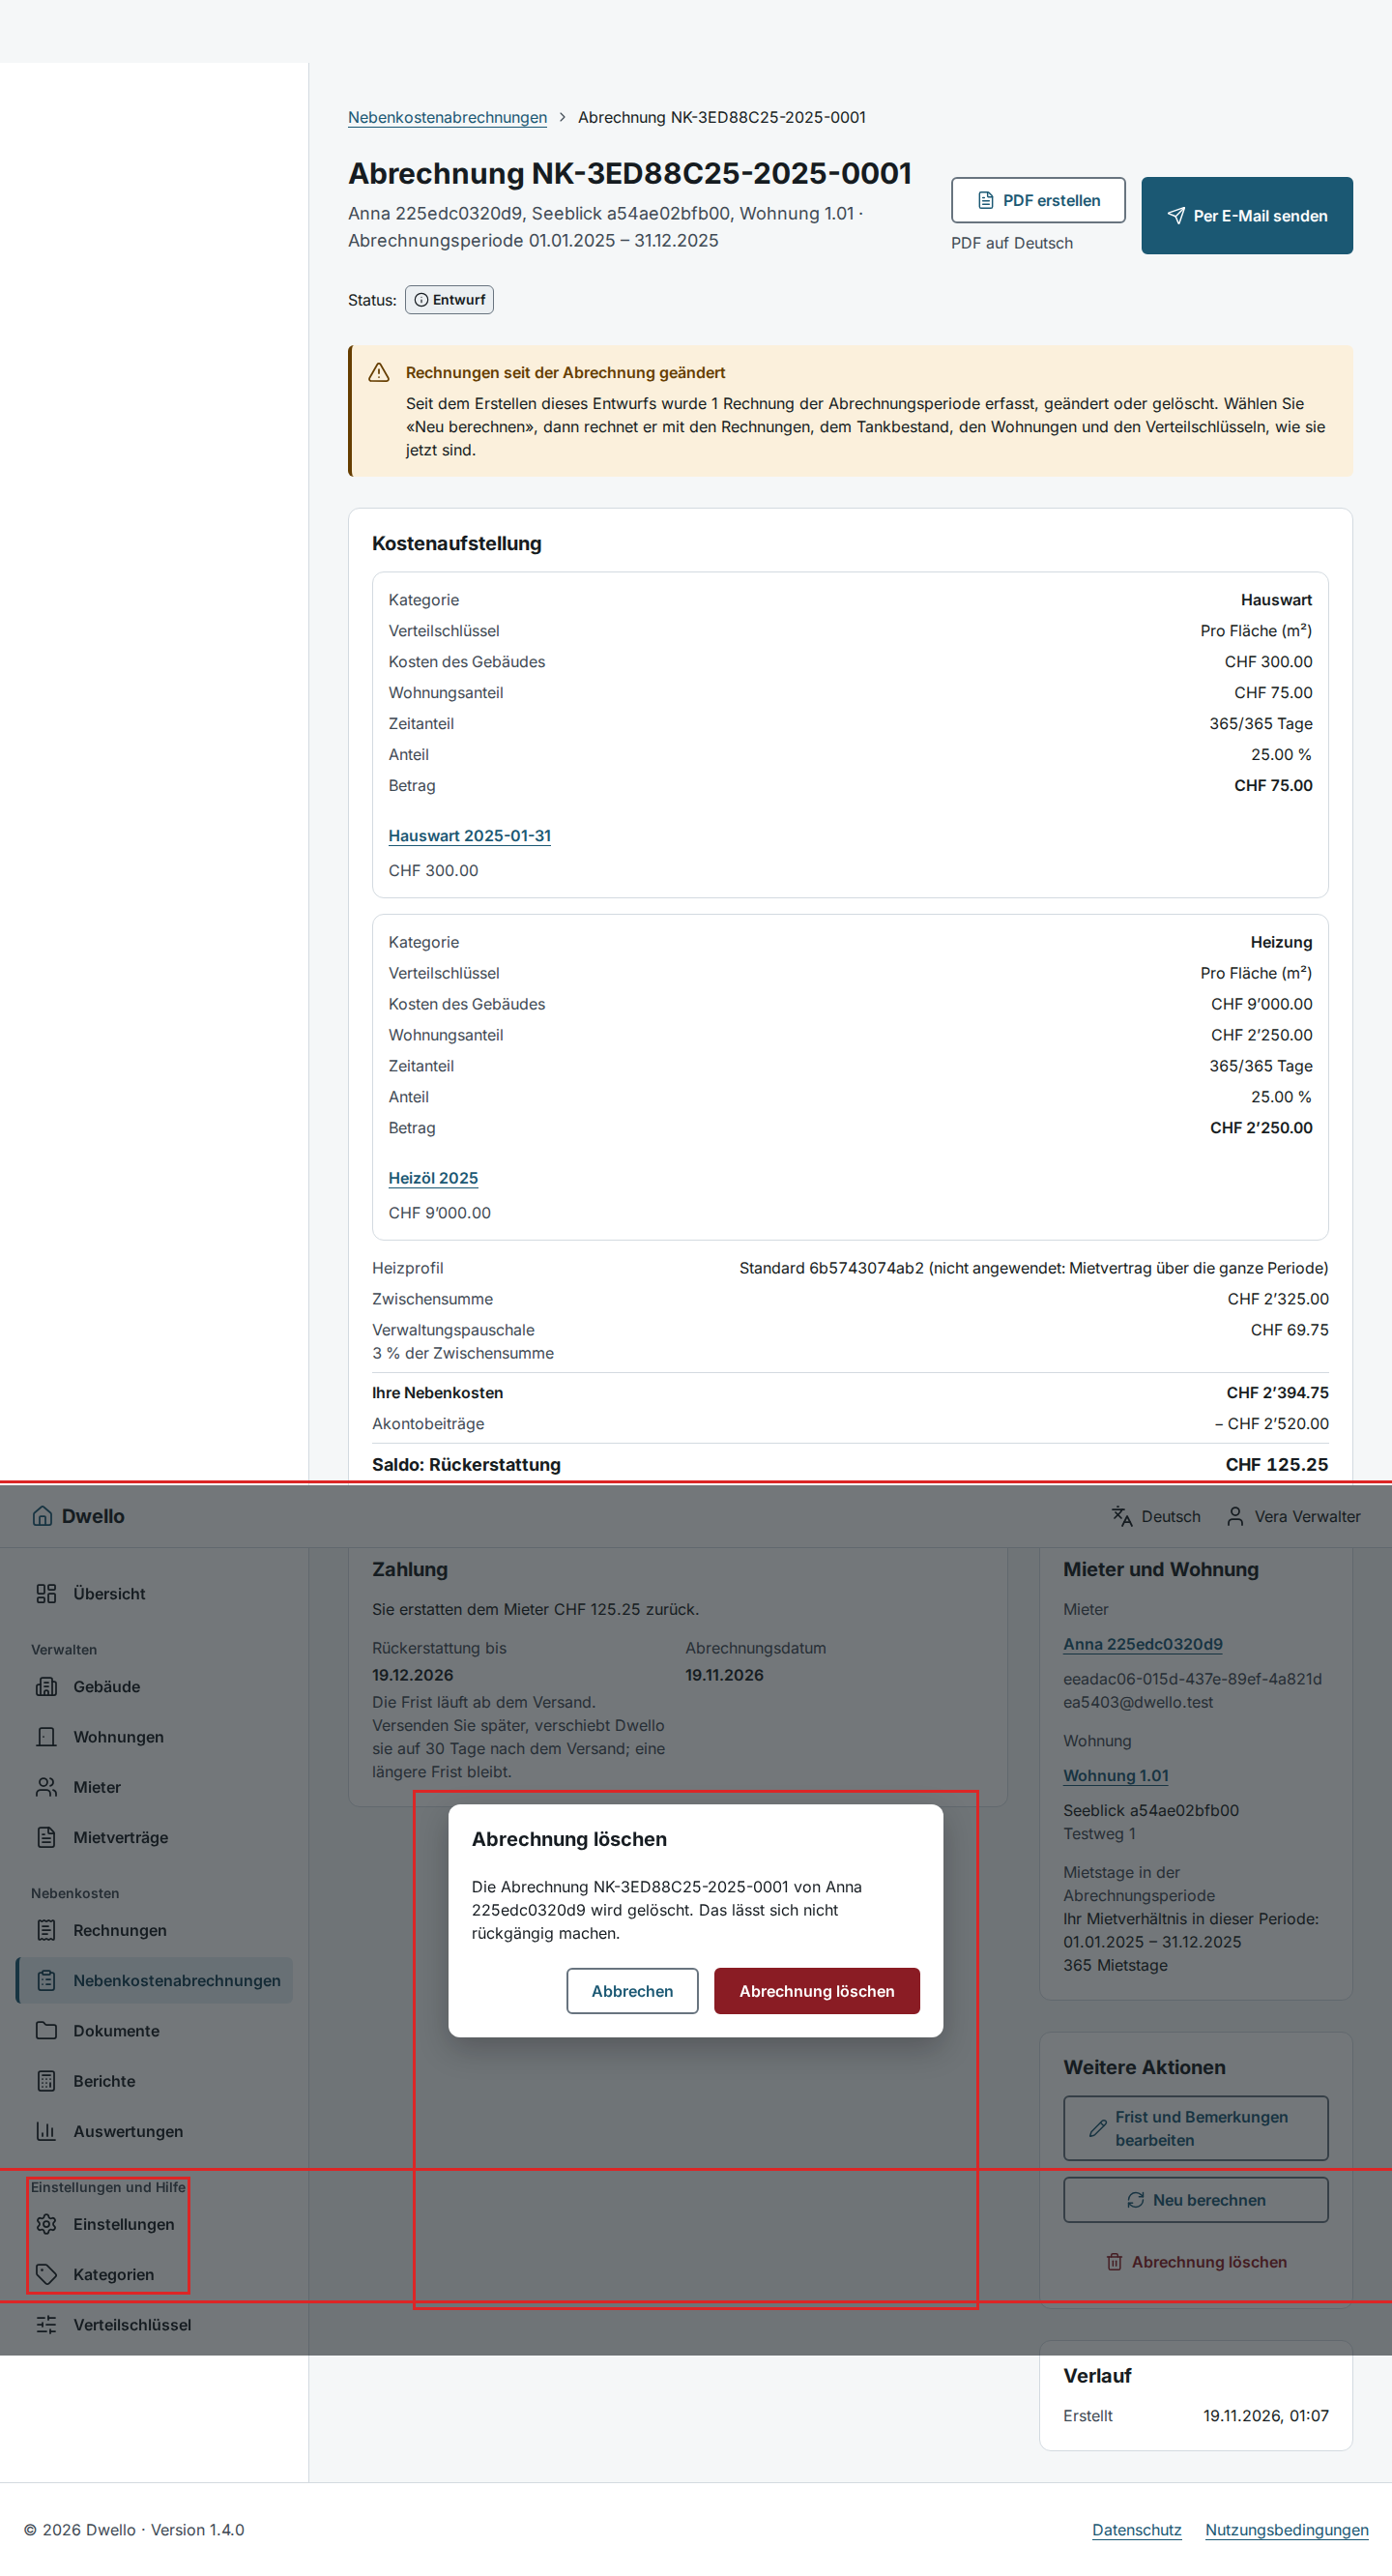 Nebenkostenabrechnungen > Abrechnung NK-3ED88C25-2025-0001
Abrechnung NK-3ED88C25-2025-0001
Anna 225edc0320d9, Seeblick a54ae02bfb00, Wohnung 1.01 ·
Abrechnungsperiode 01.01.2025 – 31.12.2025
PDF erstellen
PDF auf Deutsch
Per E-Mail senden
Status: Entwurf
Rechnungen seit der Abrechnung geändert
Seit dem Erstellen dieses Entwurfs wurde 1 Rechnung der Abrechnungsperiode erfasst, geändert oder gelöscht. Wählen Sie
«Neu berechnen», dann rechnet er mit den Rechnungen, dem Tankbestand, den Wohnungen und den Verteilschlüsseln, wie sie
jetzt sind.
Kostenaufstellung
Kategorie Hauswart
Verteilschlüssel Pro Fläche (m²)
Kosten des Gebäudes CHF 300.00
Wohnungsanteil CHF 75.00
Zeitanteil 365/365 Tage
Anteil 25.00 %
Betrag CHF 75.00
Hauswart 2025-01-31
CHF 300.00
Kategorie Heizung
Verteilschlüssel Pro Fläche (m²)
Kosten des Gebäudes CHF 9’000.00
Wohnungsanteil CHF 2’250.00
Zeitanteil 365/365 Tage
Anteil 25.00 %
Betrag CHF 2’250.00
Heizöl 2025
CHF 9’000.00
Heizprofil Standard 6b5743074ab2 (nicht angewendet: Mietvertrag über die ganze Periode)
Zwischensumme CHF 2’325.00
Verwaltungspauschale CHF 69.75
3 % der Zwischensumme
Ihre Nebenkosten CHF 2’394.75
Akontobeiträge – CHF 2’520.00
Saldo: Rückerstattung CHF 125.25
Dwello
Deutsch
Vera Verwalter
Übersicht
Verwalten
Gebäude
Wohnungen
Mieter
Mietverträge
Nebenkosten
Rechnungen
Nebenkostenabrechnungen
Dokumente
Berichte
Auswertungen
Einstellungen und Hilfe
Einstellungen
Kategorien
Verteilschlüssel
Zahlung
Sie erstatten dem Mieter CHF 125.25 zurück.
Rückerstattung bis
19.12.2026
Die Frist läuft ab dem Versand.
Versenden Sie später, verschiebt Dwello
sie auf 30 Tage nach dem Versand; eine
längere Frist bleibt.
Abrechnungsdatum
19.11.2026
Abrechnung löschen
Die Abrechnung NK-3ED88C25-2025-0001 von Anna
225edc0320d9 wird gelöscht. Das lässt sich nicht
rückgängig machen.
Abbrechen
Abrechnung löschen
Mieter und Wohnung
Mieter
Anna 225edc0320d9
eeadac06-015d-437e-89ef-4a821d
ea5403@dwello.test
Wohnung
Wohnung 1.01
Seeblick a54ae02bfb00
Testweg 1
Mietstage in der
Abrechnungsperiode
Ihr Mietverhältnis in dieser Periode:
01.01.2025 – 31.12.2025
365 Mietstage
Weitere Aktionen
Frist und Bemerkungen
bearbeiten
Neu berechnen
Abrechnung löschen
Verlauf
Erstellt 19.11.2026, 01:07
© 2026 Dwello · Version 1.4.0
Datenschutz
Nutzungsbedingungen